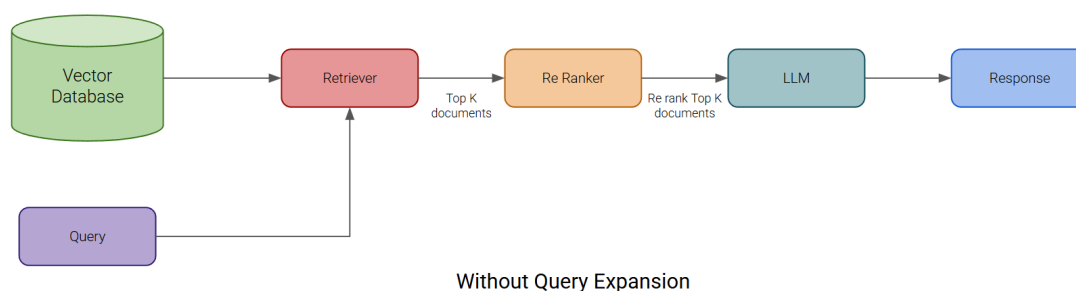 Vector
Database
Retriever
Top K
documents
Re Ranker
Re rank Top K
documents
LLM
Response
Query
Without Query Expansion